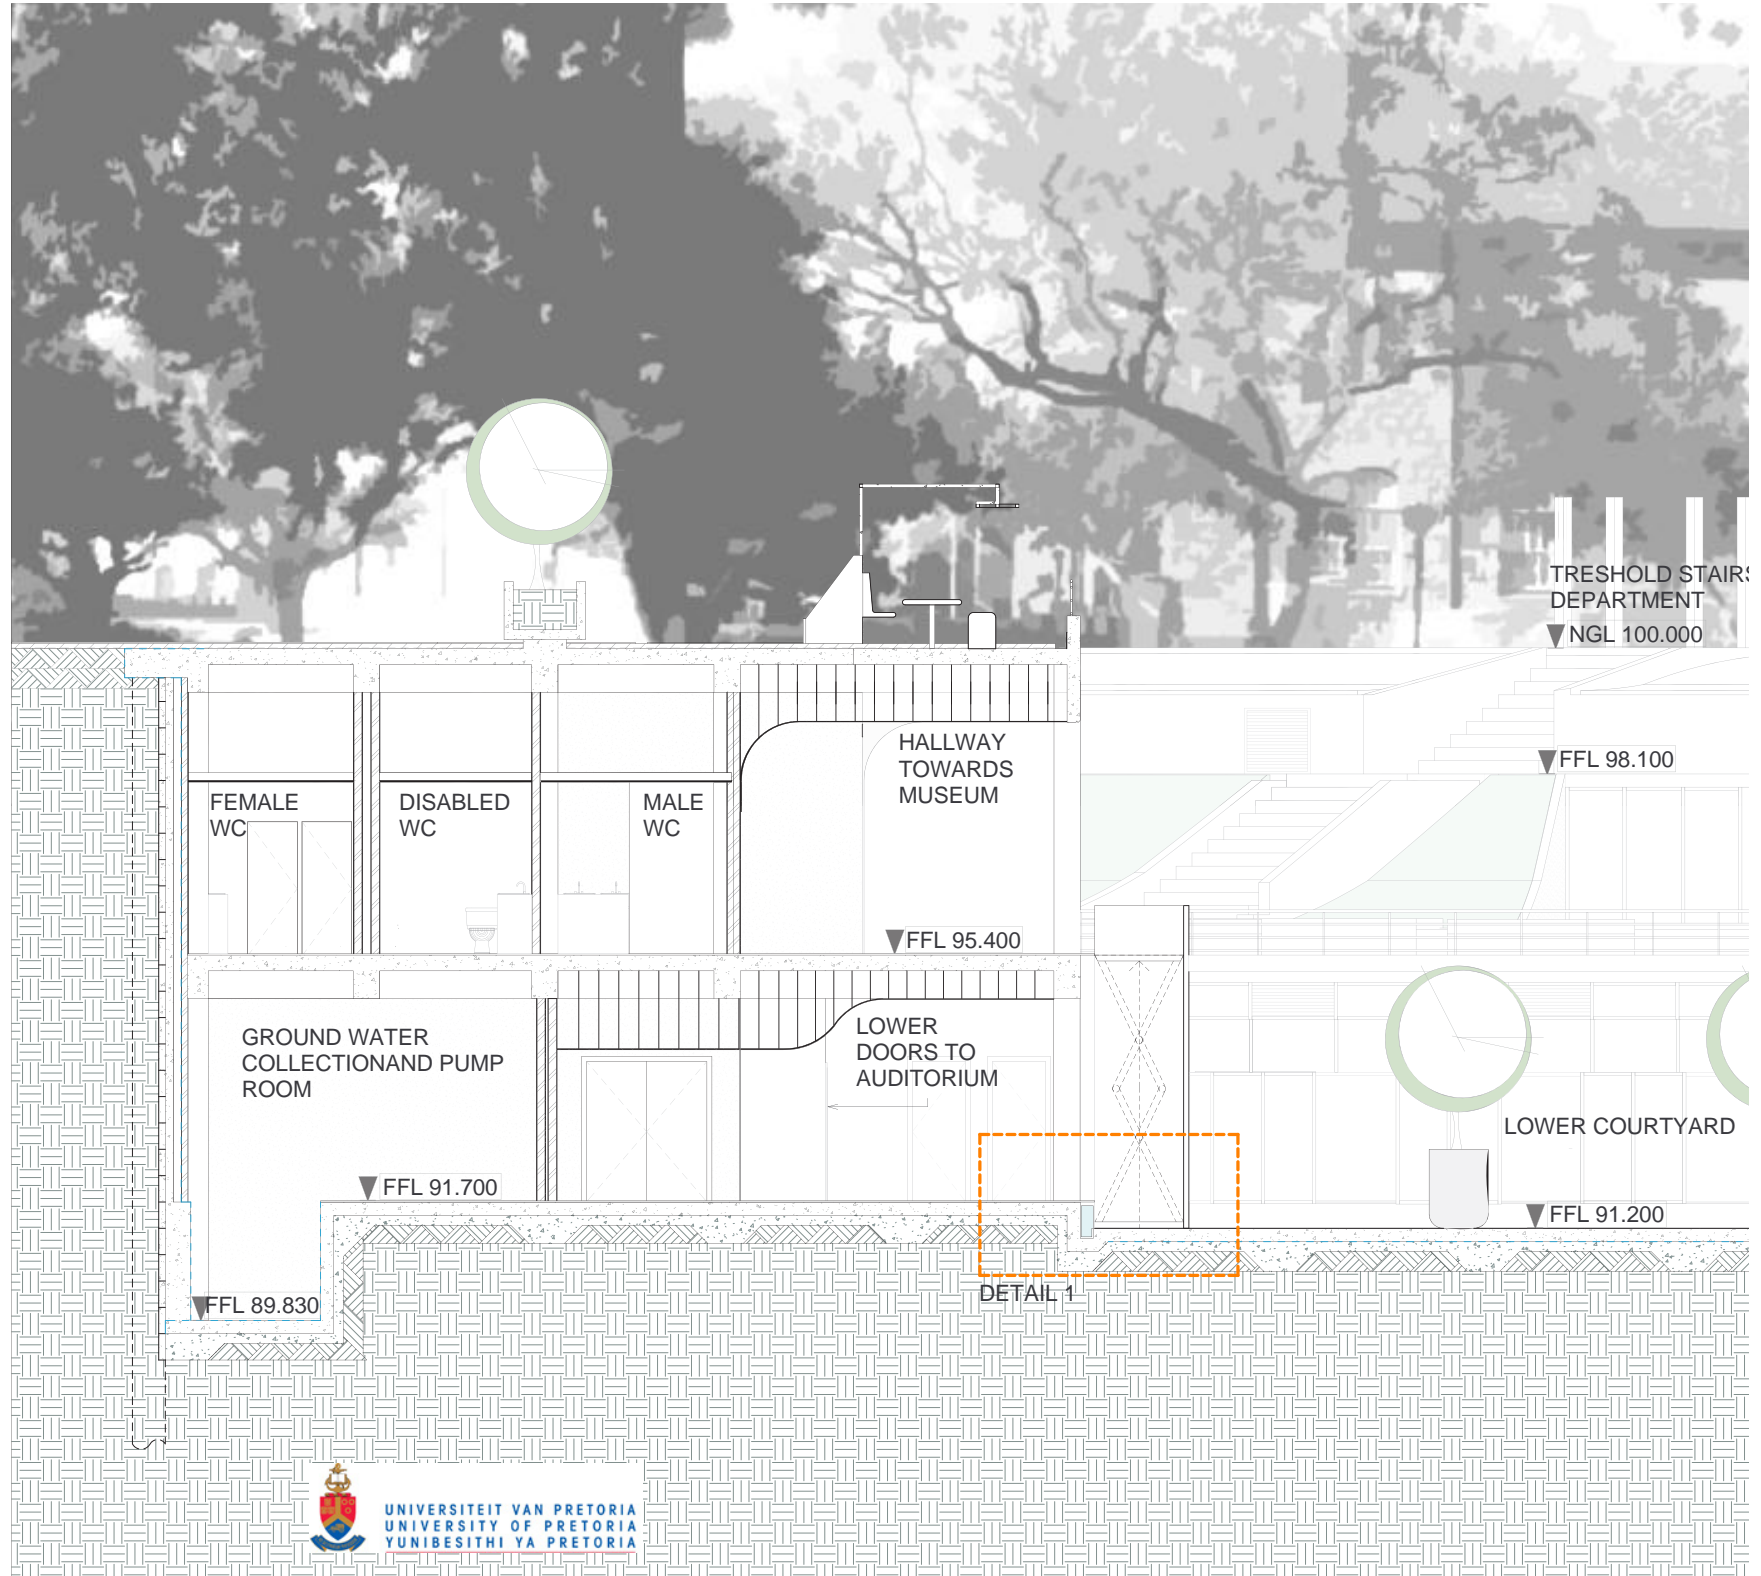 TRESHOLD STAIRS
DEPARTMENT
NGL 100.000
FFL 98.100
HALLWAY
TOWARDS
MUSEUM
FEMALE
WC
DISABLED
WC
MALE
WC
FFL 95.400
GROUND WATER
COLLECTIONAND PUMP
ROOM
LOWER
DOORS TO
AUDITORIUM
LOWER COURTYARD
FFL 91.700
FFL 91.200
FFL 89.830
DETAIL 1
UNIVERSITEIT VAN PRETORIA
UNIVERSITY OF PRETORIA
YUNIBESITHI YA PRETORIA